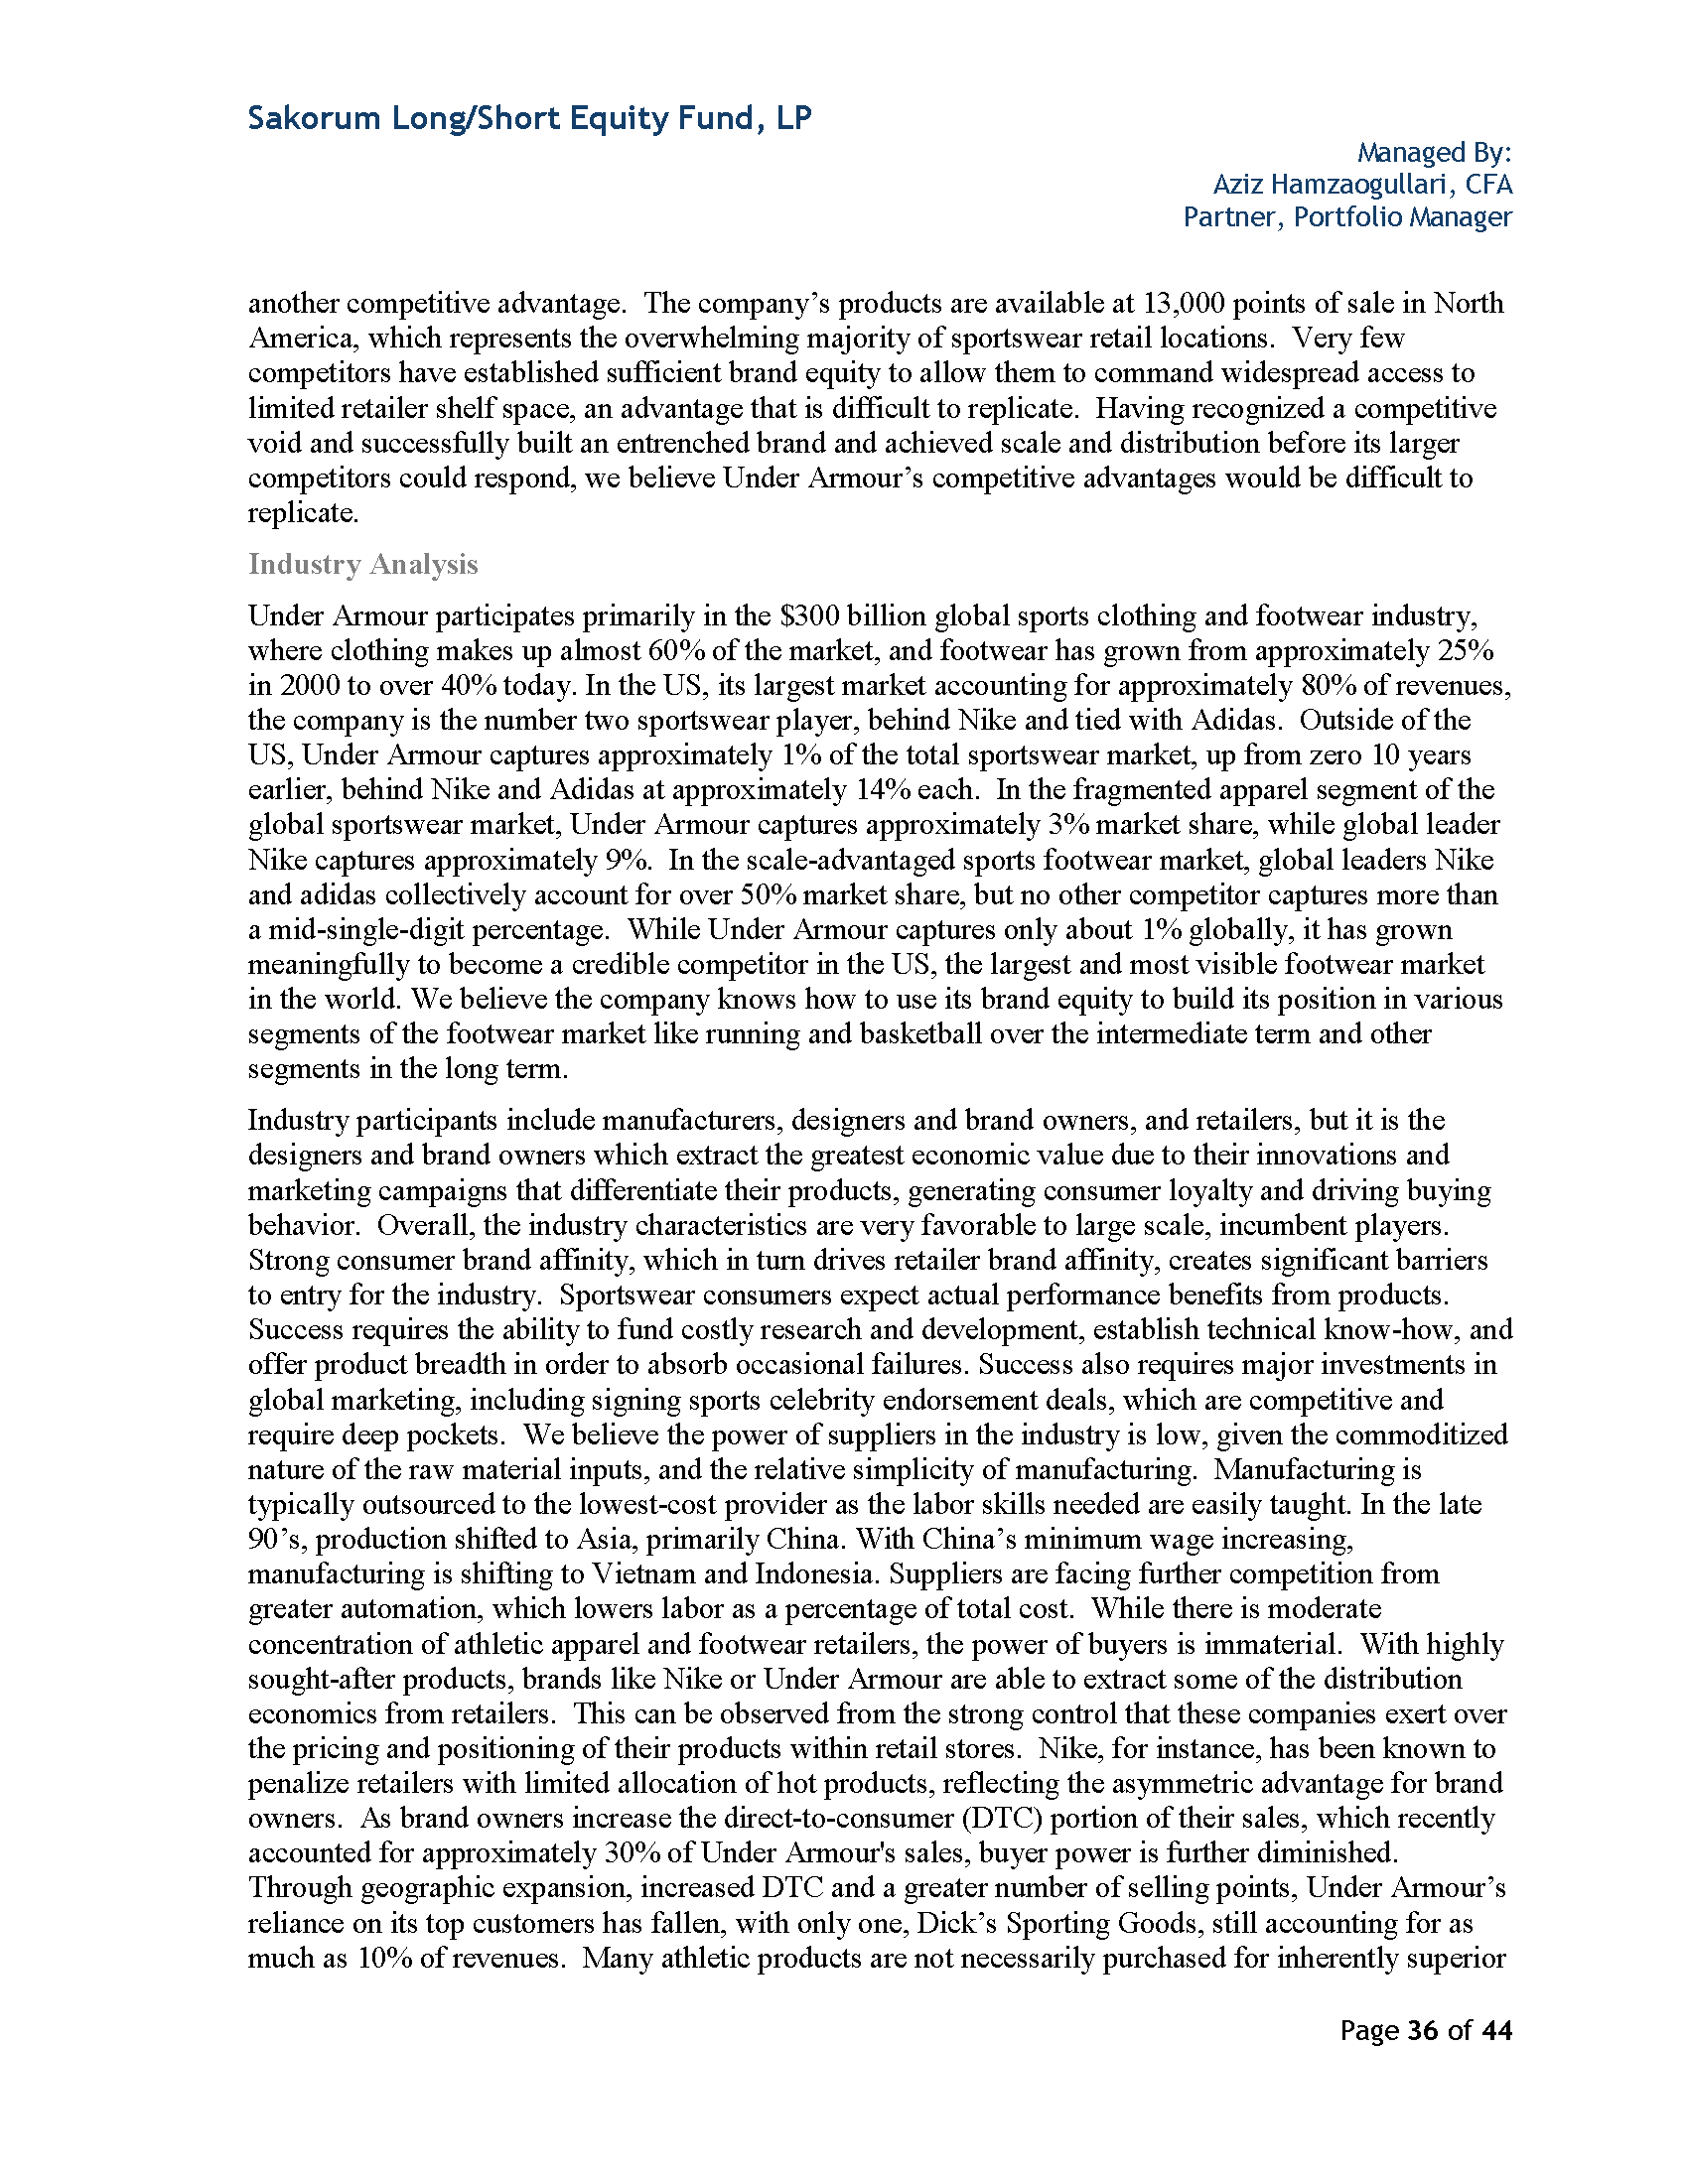 Sakorum Long/Short Equity Fund, LP
Managed By:
Aziz Hamzaogullari, CFA
Partner, Portfolio Manager
another competitive advantage.  The company’s products are available at 13,000 points of sale in North
America, which represents the overwhelming majority of sportswear retail locations.  Very few
competitors have established sufficient brand equity to allow them to command widespread access to
limited retailer shelf space, an advantage that is difficult to replicate.  Having recognized a competitive
void and successfully built an entrenched brand and achieved scale and distribution before its larger
competitors could respond, we believe Under Armour’s competitive advantages would be difficult to
replicate.
Industry Analysis
Under Armour participates primarily in the $300 billion global sports clothing and footwear industry,
where clothing makes up almost 60% of the market, and footwear has grown from approximately 25%
in 2000 to over 40% today. In the US, its largest market accounting for approximately 80% of revenues,
the company is the number two sportswear player, behind Nike and tied with Adidas.  Outside of the
US, Under Armour captures approximately 1% of the total sportswear market, up from zero 10 years
earlier, behind Nike and Adidas at approximately 14% each.  In the fragmented apparel segment of the
global sportswear market, Under Armour captures approximately 3% market share, while global leader
Nike captures approximately 9%.  In the scale-advantaged sports footwear market, global leaders Nike
and adidas collectively account for over 50% market share, but no other competitor captures more than
a mid-single-digit percentage.  While Under Armour captures only about 1% globally, it has grown
meaningfully to become a credible competitor in the US, the largest and most visible footwear market
in the world. We believe the company knows how to use its brand equity to build its position in various
segments of the footwear market like running and basketball over the intermediate term and other
segments in the long term.
Industry participants include manufacturers, designers and brand owners, and retailers, but it is the
designers and brand owners which extract the greatest economic value due to their innovations and
marketing campaigns that differentiate their products, generating consumer loyalty and driving buying
behavior.  Overall, the industry characteristics are very favorable to large scale, incumbent players.
Strong consumer brand affinity, which in turn drives retailer brand affinity, creates significant barriers
to entry for the industry.  Sportswear consumers expect actual performance benefits from products.
Success requires the ability to fund costly research and development, establish technical know-how, and
offer product breadth in order to absorb occasional failures. Success also requires major investments in
global marketing, including signing sports celebrity endorsement deals, which are competitive and
require deep pockets.  We believe the power of suppliers in the industry is low, given the commoditized
nature of the raw material inputs, and the relative simplicity of manufacturing.  Manufacturing is
typically outsourced to the lowest-cost provider as the labor skills needed are easily taught. In the late
90’s, production shifted to Asia, primarily China. With China’s minimum wage increasing,
manufacturing is shifting to Vietnam and Indonesia. Suppliers are facing further competition from
greater automation, which lowers labor as a percentage of total cost.  While there is moderate
concentration of athletic apparel and footwear retailers, the power of buyers is immaterial.  With highly
sought-after products, brands like Nike or Under Armour are able to extract some of the distribution
economics from retailers.  This can be observed from the strong control that these companies exert over
the pricing and positioning of their products within retail stores.  Nike, for instance, has been known to
penalize retailers with limited allocation of hot products, reflecting the asymmetric advantage for brand
owners.  As brand owners increase the direct-to-consumer (DTC) portion of their sales, which recently
accounted for approximately 30% of Under Armour's sales, buyer power is further diminished.
Through geographic expansion, increased DTC and a greater number of selling points, Under Armour’s
reliance on its top customers has fallen, with only one, Dick’s Sporting Goods, still accounting for as
much as 10% of revenues.  Many athletic products are not necessarily purchased for inherently superior
Page 36 of 44